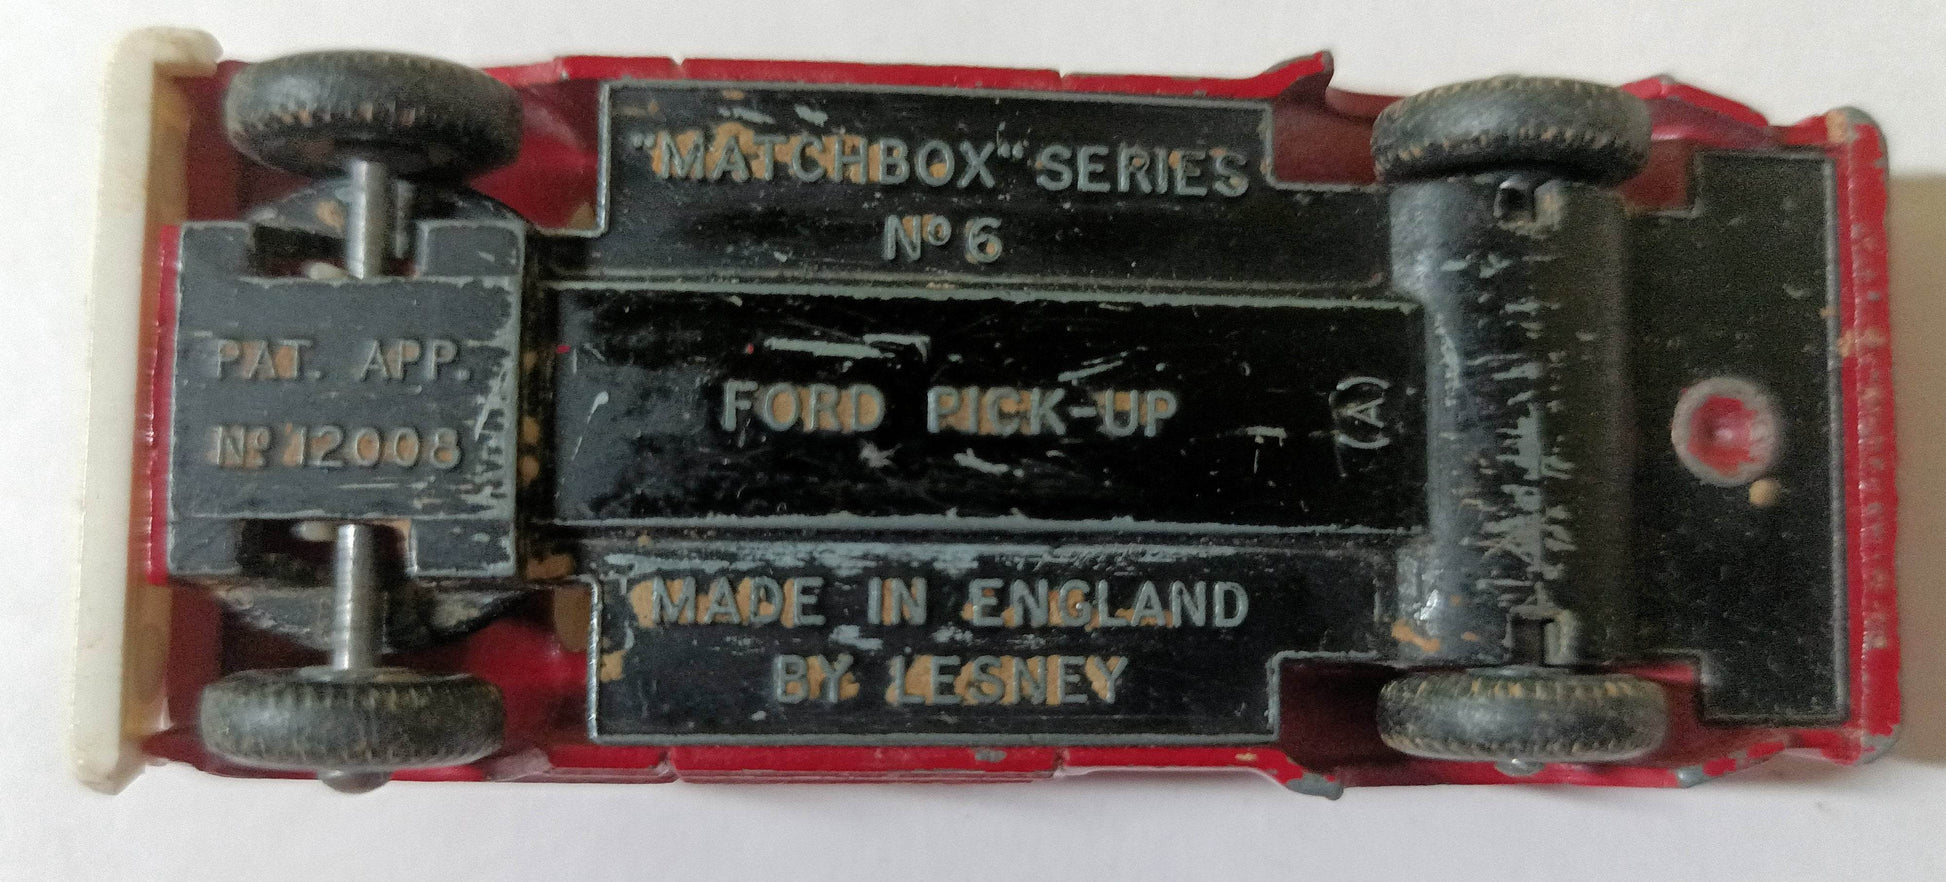 "MATCHBOX" SERIES
Nº 6
PAT. APP.
Nº 12008
FORD PICK-UP
(A)
MADE IN ENGLAND
BY LESNEY